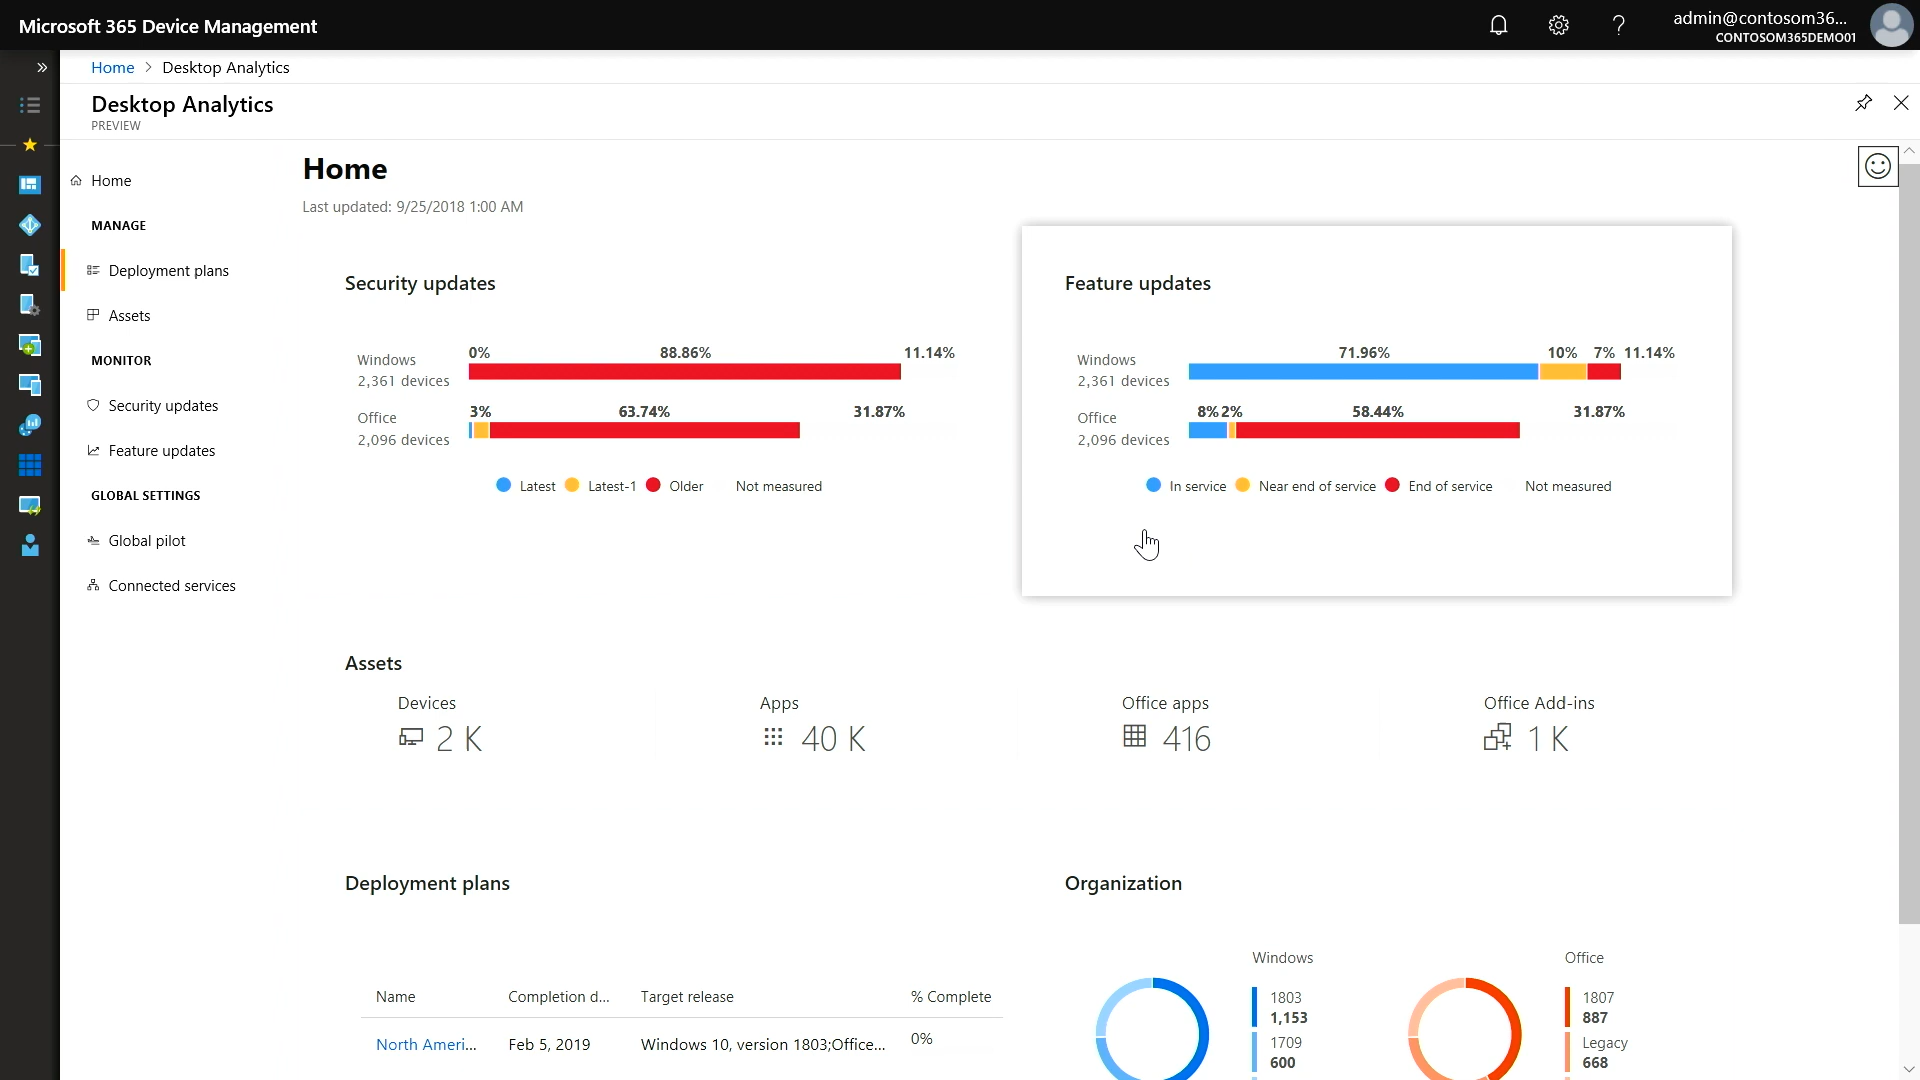 Microsoft 365 Device Management
admin@contosom36...
CONTOSOM365DEMO01
Home > Desktop Analytics
Desktop Analytics
PREVIEW
Home
MANAGE
Deployment plans
Assets
MONITOR
Security updates
Feature updates
GLOBAL SETTINGS
Global pilot
Connected services
Home
Last updated: 9/25/2018 1:00 AM
Security updates
0% 88.86% 11.14%
Windows
2,361 devices
3% 63.74% 31.87%
Office
2,096 devices
Latest Latest-1 Older Not measured
Feature updates
71.96% 10% 7% 11.14%
Windows
2,361 devices
8% 2% 58.44% 31.87%
Office
2,096 devices
In service Near end of service End of service Not measured
Assets
Devices
2 K
Apps
40 K
Office apps
416
Office Add-ins
1 K
Deployment plans
Name Completion d... Target release % Complete
North Ameri... Feb 5, 2019 Windows 10, version 1803;Office... 0%
Organization
Windows
1803
1,153
1709
600
Office
1807
887
Legacy
668